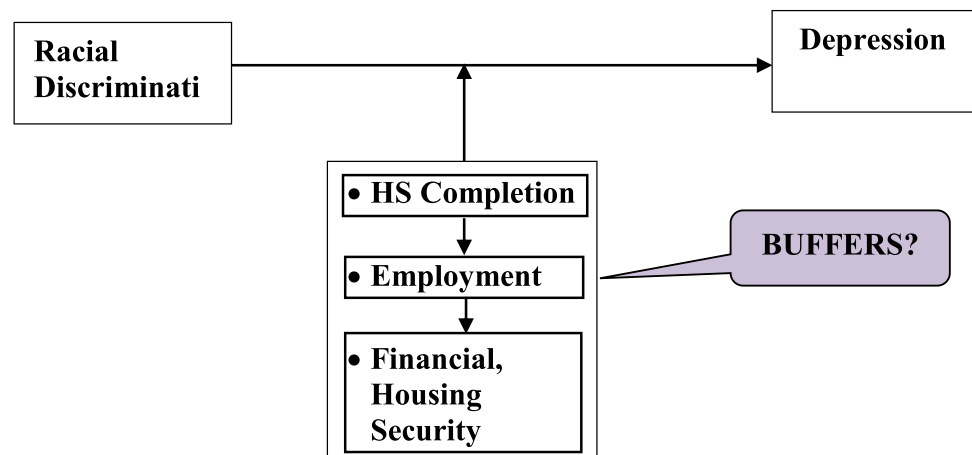 Racial
Discriminati
Depression
• HS Completion
• Employment
• Financial,
Housing
Security
BUFFERS?